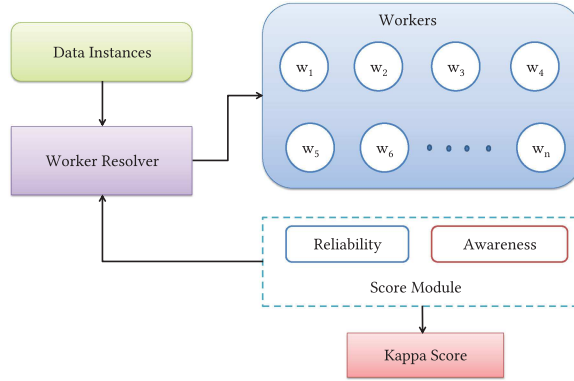 Data Instances
Workers
w1 w2 w3 w4
Worker Resolver
w5 w6 wn
Reliability Awareness
Score Module
Kappa Score